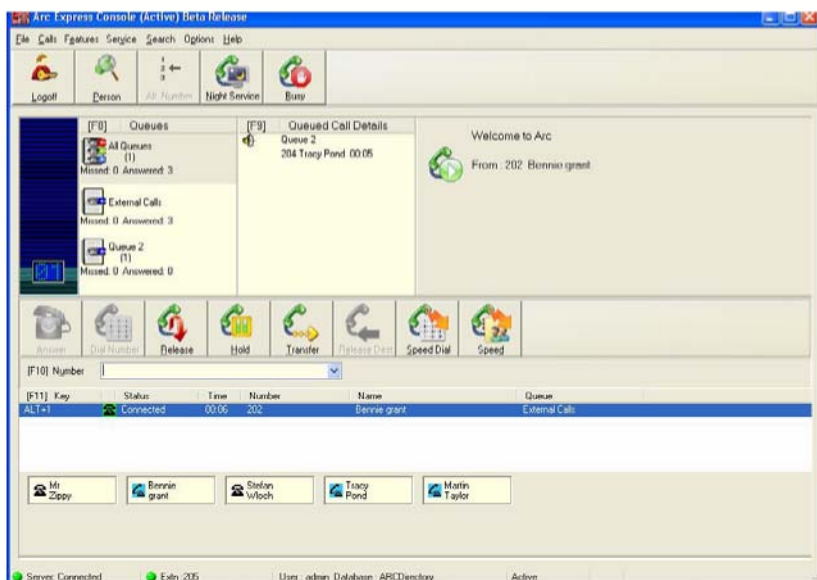 Arc Express Console (Active) Beta Release
File Calls Features Service Search Options Help
Logoff Person Alt. Number Night Service Busy
[F8] Queues
All Queues
(1)
Missed: 0 Answered: 3
External Calls
Missed: 0 Answered: 3
Queue 2
(1)
Missed: 0 Answered: 0
01
[F9] Queued Call Details
Queue 2
204 Tracy Pond 00:05
Welcome to Arc
From : 202 Bennie grant
Answer Dial Number Release Hold Transfer Release Dest Speed Dial Speed
[F10] Number
[F11] Key Status Time Number Name Queue
ALT+1 Connected 00:06 202 Bennie grant External Calls
Mr Zippy
Bennie grant
Stefan Wloch
Tracy Pond
Martin Taylor
Server: Connected Extn :205 User : admin Database : ARCDirectory Active